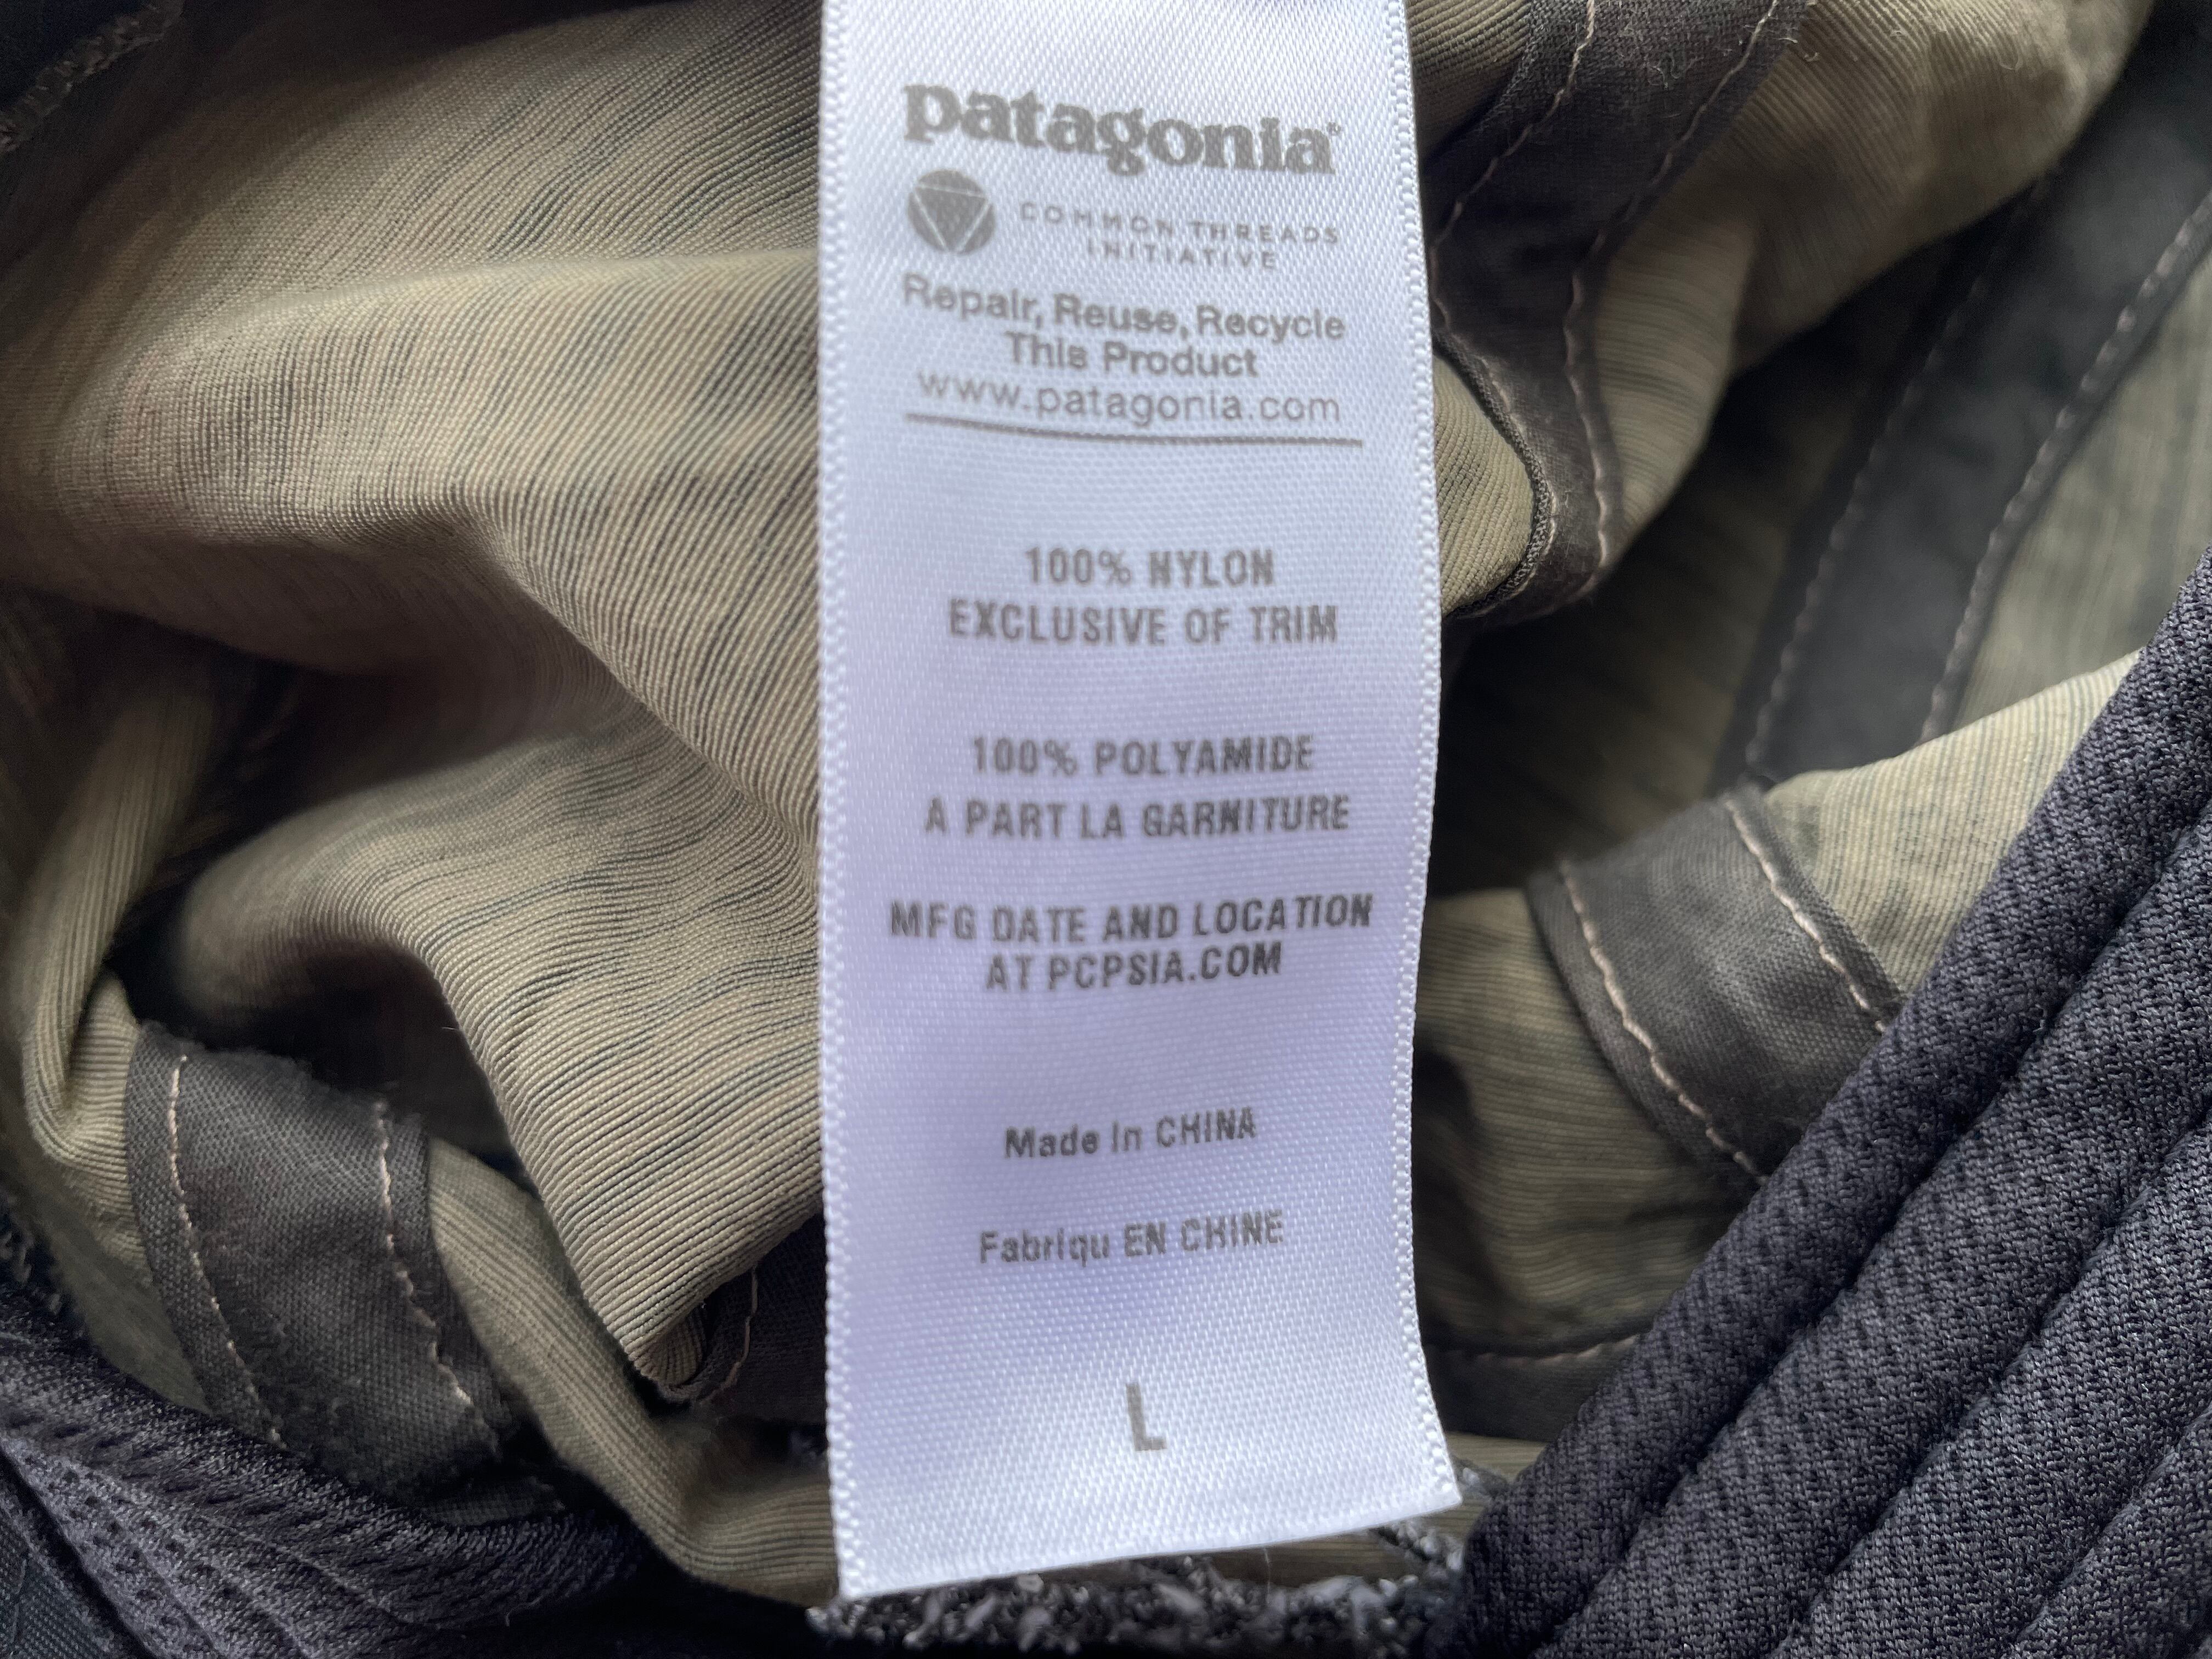 patagonia®
COMMON THREADS
INITIATIVE
Repair, Reuse, Recycle
This Product
www.patagonia.com
100% NYLON
EXCLUSIVE OF TRIM
100% POLYAMIDE
A PART LA GARNITURE
MFG DATE AND LOCATION
AT PCPSIA.COM
Made in CHINA
Fabriqu EN CHINE
L